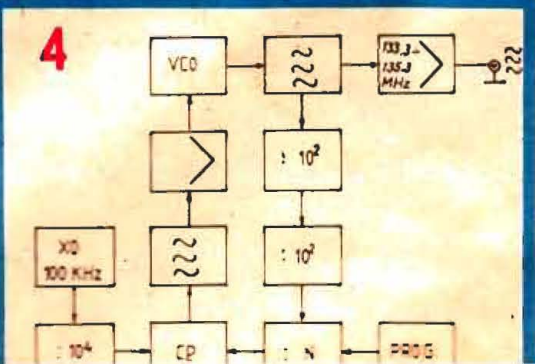 4
VCO
133.3÷
135.3
MHz
: 10²
XO
100 KHz
: 10²
: 10⁴
CP
: N
PROG.